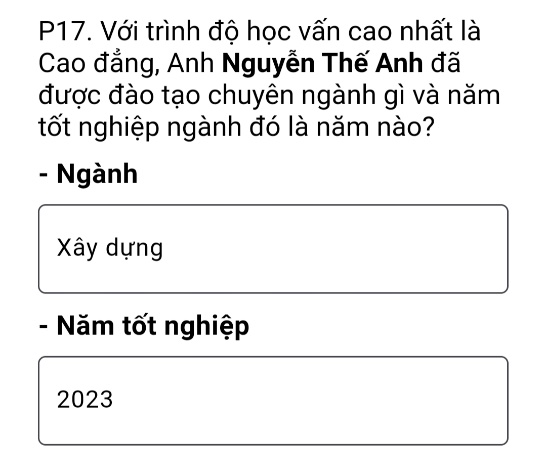 P17. Với trình độ học vấn cao nhất là
Cao đẳng, Anh Nguyễn Thế Anh đã
được đào tạo chuyên ngành gì và năm
tốt nghiệp ngành đó là năm nào?
- Ngành
Xây dựng
- Năm tốt nghiệp
2023